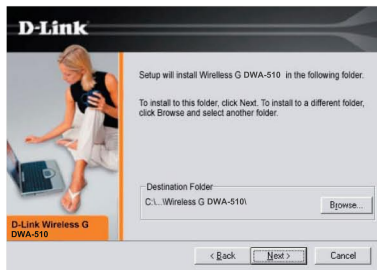 D-Link
Setup will install Wirelless G DWA-510 in the following folder.
To install to this folder, click Next. To install to a different folder,
click Browse and select another folder.
Destination Folder
C:\...\Wireless G DWA-510\
Browse...
D-Link Wireless G
DWA-510
< Back
Next >
Cancel